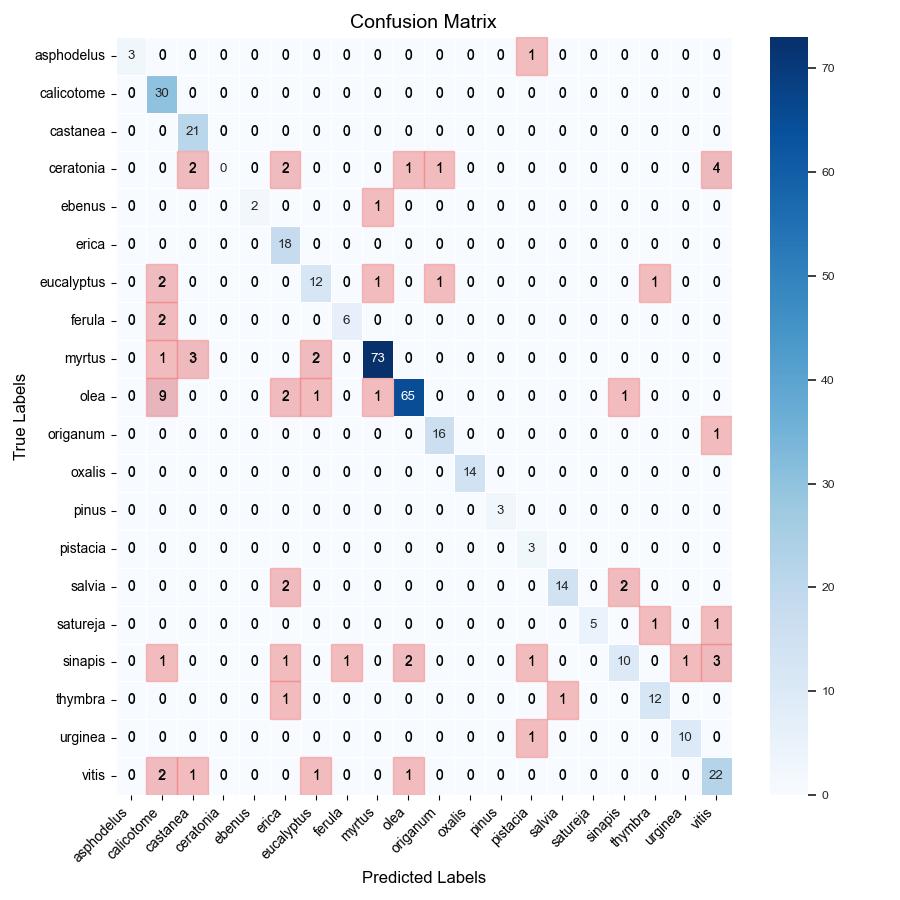 Confusion Matrix
asphodelus 3 0 0 0 0 0 0 0 0 0 0 0 0 1 0 0 0 0 0 0
calicotome 0 30 0 0 0 0 0 0 0 0 0 0 0 0 0 0 0 0 0 0
castanea 0 0 21 0 0 0 0 0 0 0 0 0 0 0 0 0 0 0 0 0
ceratonia 0 0 2 0 0 2 0 0 0 1 1 0 0 0 0 0 0 0 0 4
ebenus 0 0 0 0 2 0 0 0 1 0 0 0 0 0 0 0 0 0 0 0
erica 0 0 0 0 0 18 0 0 0 0 0 0 0 0 0 0 0 0 0 0
eucalyptus 0 2 0 0 0 0 12 0 1 0 1 0 0 0 0 0 0 1 0 0
ferula 0 2 0 0 0 0 0 6 0 0 0 0 0 0 0 0 0 0 0 0
myrtus 0 1 3 0 0 0 2 0 73 0 0 0 0 0 0 0 0 0 0 0
olea 0 9 0 0 0 2 1 0 1 65 0 0 0 0 0 0 1 0 0 0
origanum 0 0 0 0 0 0 0 0 0 0 16 0 0 0 0 0 0 0 0 1
oxalis 0 0 0 0 0 0 0 0 0 0 0 14 0 0 0 0 0 0 0 0
pinus 0 0 0 0 0 0 0 0 0 0 0 0 3 0 0 0 0 0 0 0
pistacia 0 0 0 0 0 0 0 0 0 0 0 0 0 3 0 0 0 0 0 0
salvia 0 0 0 0 0 2 0 0 0 0 0 0 0 0 14 0 2 0 0 0
satureja 0 0 0 0 0 0 0 0 0 0 0 0 0 0 0 5 0 1 0 1
sinapis 0 1 0 0 0 1 0 1 0 2 0 0 0 1 0 0 10 0 1 3
thymbra 0 0 0 0 0 1 0 0 0 0 0 0 0 0 1 0 0 12 0 0
urginea 0 0 0 0 0 0 0 0 0 0 0 0 0 1 0 0 0 0 10 0
vitis 0 2 1 0 0 0 1 0 0 1 0 0 0 0 0 0 0 0 0 22
True Labels
asphodelus calicotome castanea ceratonia ebenus erica eucalyptus ferula myrtus olea origanum oxalis pinus pistacia salvia satureja sinapis thymbra urginea vitis
Predicted Labels
70
60
50
40
30
20
10
0